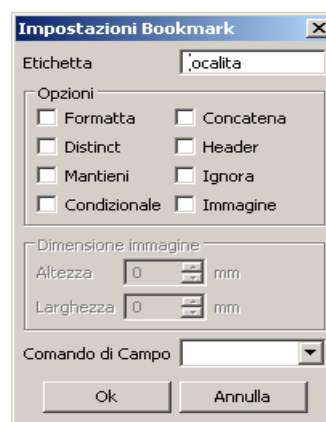 Impostazioni Bookmark
Etichetta localita
Opzioni
Formatta Concatena
Distinct Header
Mantieni Ignora
Condizionale Immagine
Dimensione immagine
Altezza 0 mm
Larghezza 0 mm
Comando di Campo
Ok Annulla